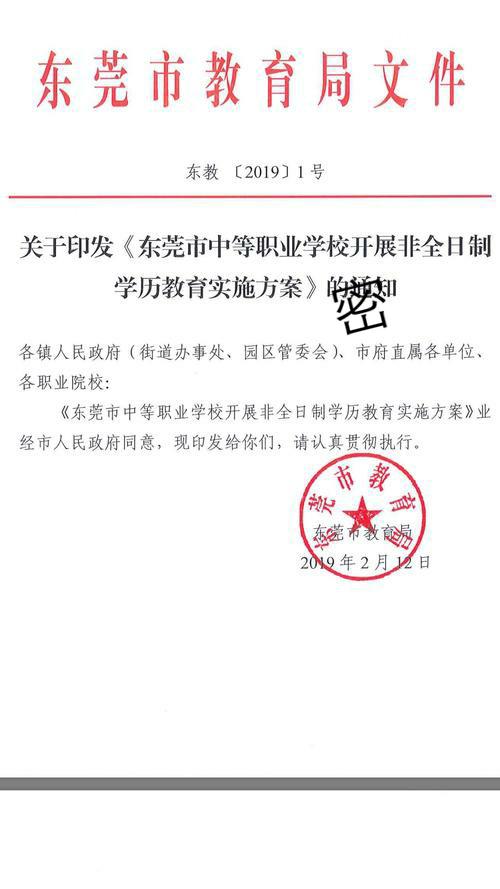 东莞市教育局文件
东教〔2019〕1号
关于印发《东莞市中等职业学校开展非全日制
学历教育实施方案》的通知
密
各镇人民政府（街道办事处、园区管委会）、市府直属各单位、
各职业院校：
《东莞市中等职业学校开展非全日制学历教育实施方案》业
经市人民政府同意，现印发给你们，请认真贯彻执行。
东莞市教育局
东莞市教育局
2019年2月12日